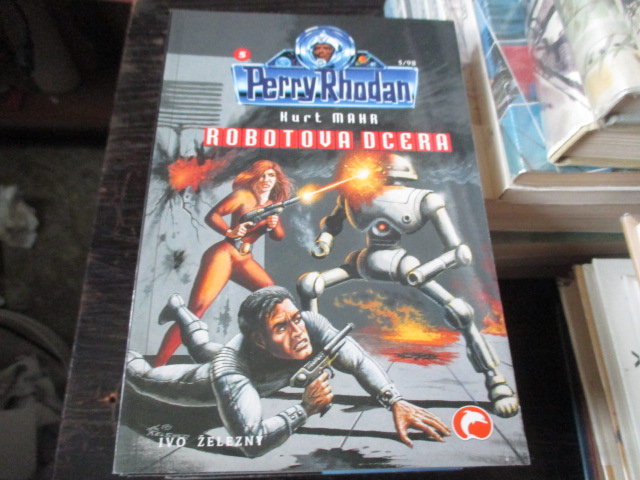 5
5/98
Perry Rhodan
Kurt MAHR
ROBOTOVA DCERA
IVO ŽELEZNÝ